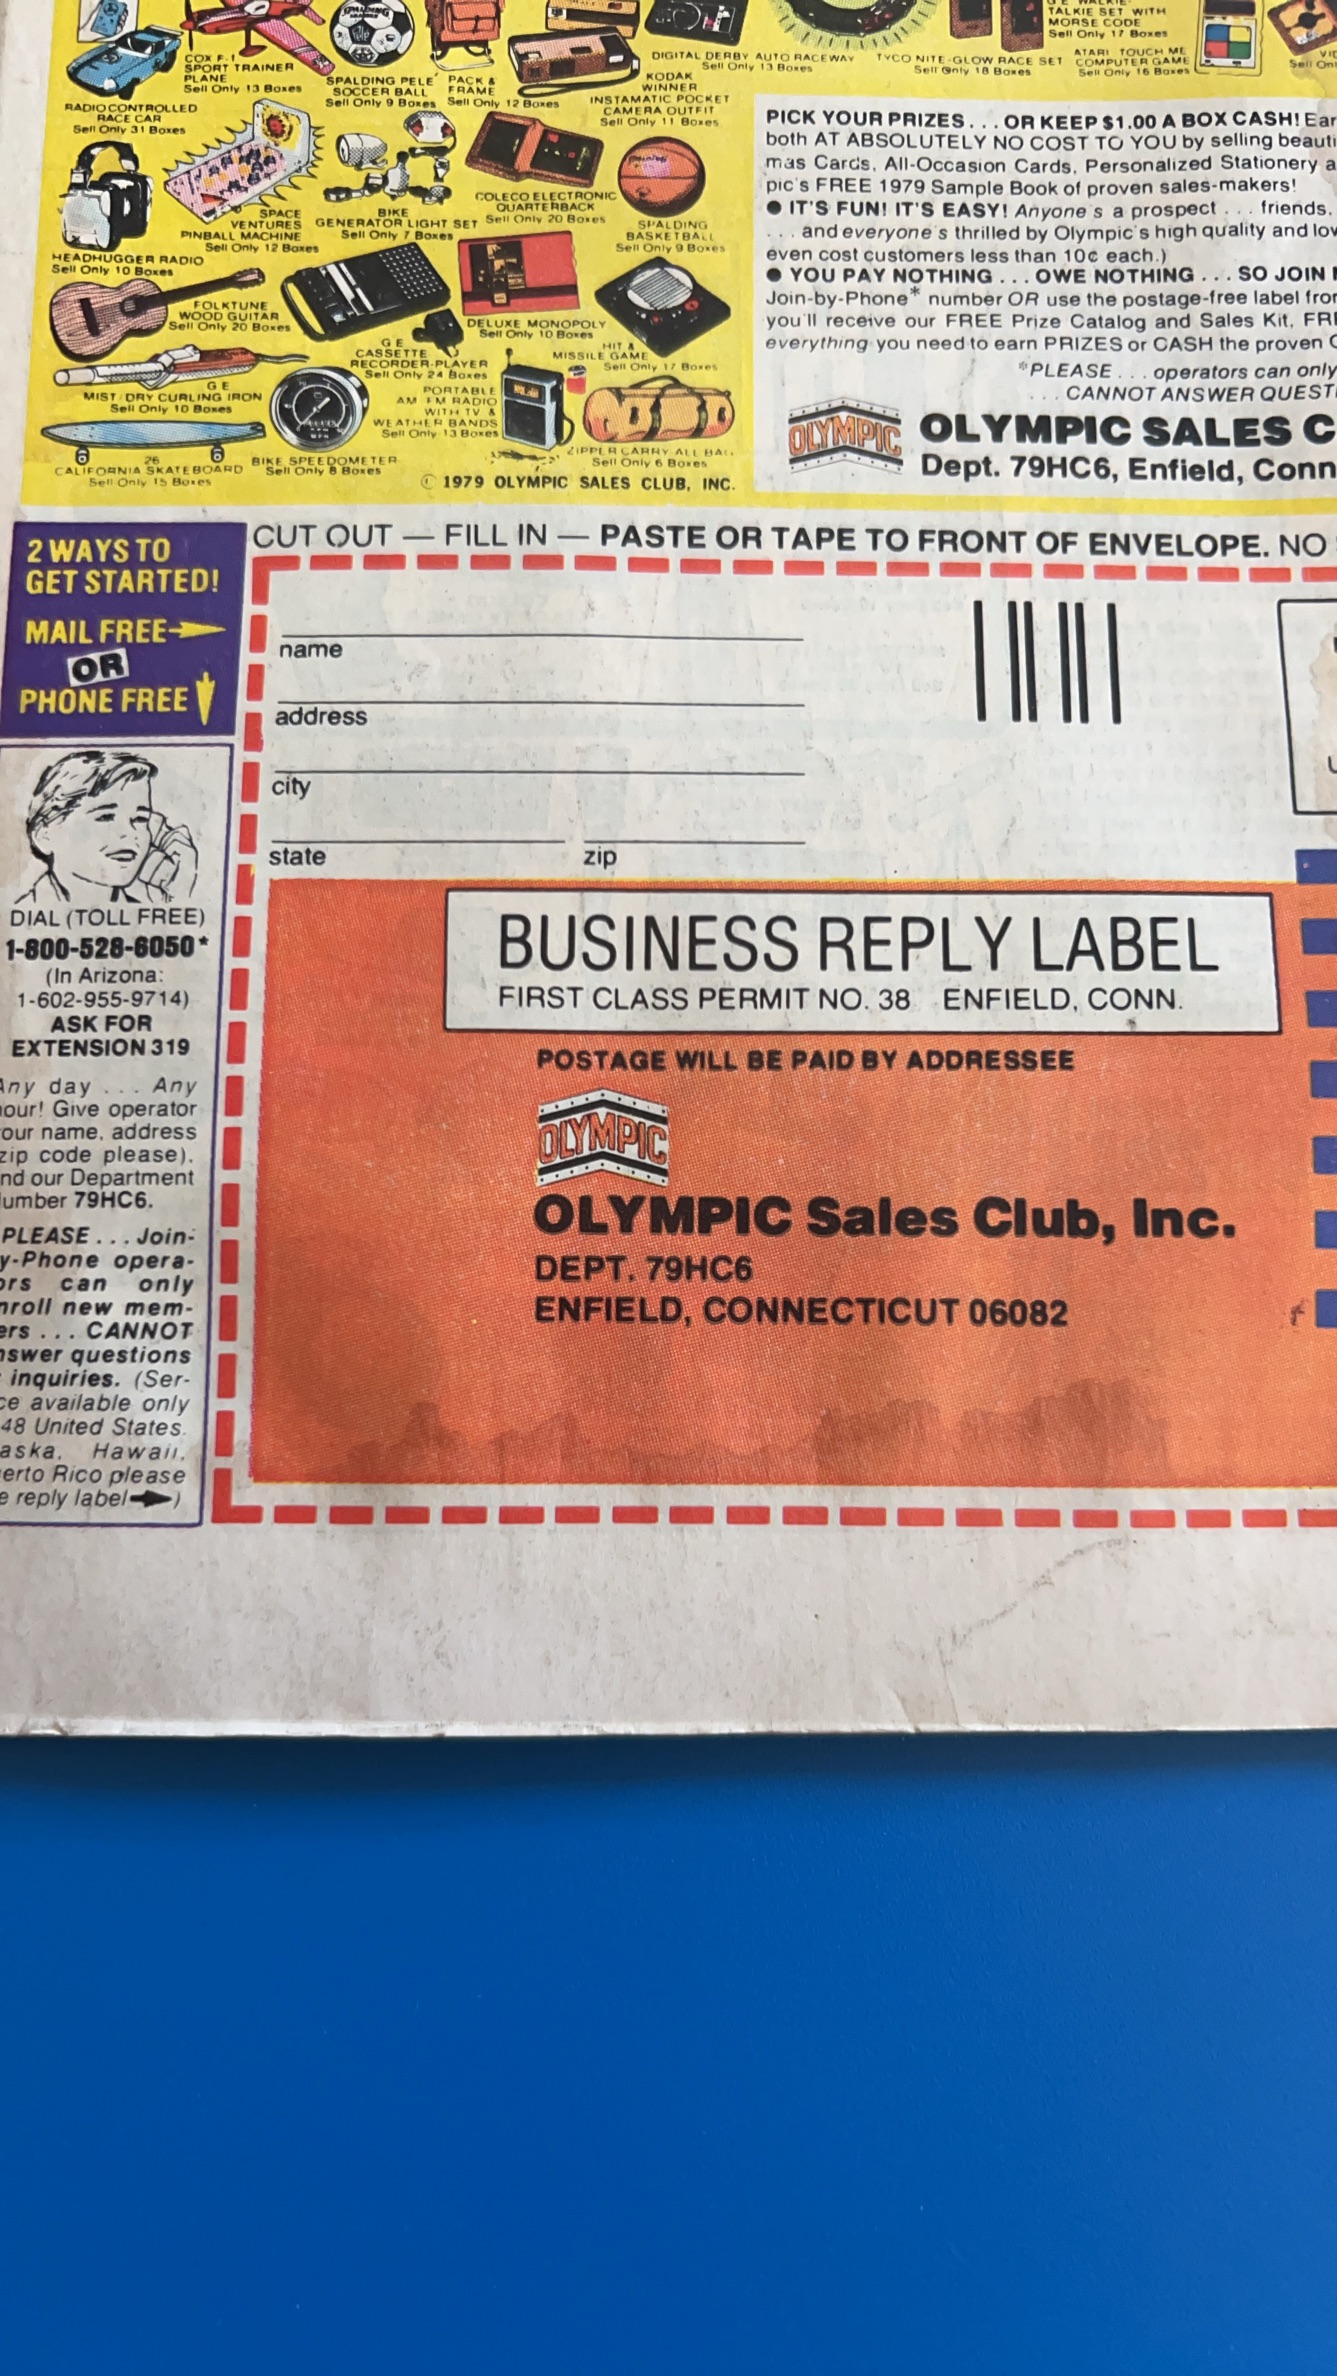 E WALKIE-
TALKIE SET WITH
MORSE CODE
Sell Only 17 Boxes
COX F-1
SPORT TRAINER
PLANE
Sell Only 13 Boxes
SPALDING PELE'
SOCCER BALL
Sell Only 9 Boxes
PACK &
FRAME
Sell Only 12 Boxes
KODAK
WINNER
INSTAMATIC POCKET
CAMERA OUTFIT
Sell Only 11 Boxes
DIGITAL DERBY AUTO RACEWAY
Sell Only 13 Boxes
TYCO NITE-GLOW RACE SET
Sell Only 18 Boxes
ATARI TOUCH ME
COMPUTER GAME
Sell Only 16 Boxes
RADIO CONTROLLED
RACE CAR
Sell Only 31 Boxes
SPACE
VENTURES
PINBALL MACHINE
Sell Only 12 Boxes
BIKE
GENERATOR LIGHT SET
Sell Only 7 Boxes
COLECO ELECTRONIC
QUARTERBACK
Sell Only 20 Boxes
SPALDING
BASKETBALL
Sell Only 9 Boxes
HEADHUGGER RADIO
Sell Only 10 Boxes
FOLKTUNE
WOOD GUITAR
Sell Only 20 Boxes
G E
CASSETTE
RECORDER-PLAYER
Sell Only 24 Boxes
DELUXE MONOPOLY
Sell Only 10 Boxes
HIT &
MISSILE GAME
Sell Only 17 Boxes
G E
MIST/DRY CURLING IRON
Sell Only 10 Boxes
PORTABLE
AM FM RADIO
WITH TV &
WEATHER BANDS
Sell Only 13 Boxes
26
CALIFORNIA SKATEBOARD
Sell Only 15 Boxes
BIKE SPEEDOMETER
Sell Only 8 Boxes
ZIPPER CARRY ALL BAG
Sell Only 6 Boxes
© 1979 OLYMPIC SALES CLUB, INC.
PICK YOUR PRIZES . . . OR KEEP $1.00 A BOX CASH! Ear
both AT ABSOLUTELY NO COST TO YOU by selling beauti
mas Cards, All-Occasion Cards, Personalized Stationery a
pic's FREE 1979 Sample Book of proven sales-makers!
● IT'S FUN! IT'S EASY! Anyone's a prospect . . . friends,
. . . and everyone's thrilled by Olympic's high quality and lov
even cost customers less than 10¢ each.)
● YOU PAY NOTHING . . . OWE NOTHING . . . SO JOIN
Join-by-Phone* number OR use the postage-free label fror
you'll receive our FREE Prize Catalog and Sales Kit, FRE
everything you need to earn PRIZES or CASH the proven
*PLEASE . . . operators can only
. . . CANNOT ANSWER QUEST
OLYMPIC
OLYMPIC SALES C
Dept. 79HC6, Enfield, Conn
CUT OUT — FILL IN — PASTE OR TAPE TO FRONT OF ENVELOPE. NO
2 WAYS TO
GET STARTED!
MAIL FREE
OR
PHONE FREE
name
address
city
state zip
DIAL (TOLL FREE)
1-800-528-6050*
(In Arizona:
1-602-955-9714)
ASK FOR
EXTENSION 319
Any day . . . Any
hour! Give operator
our name, address
zip code please),
nd our Department
Number 79HC6.
PLEASE . . . Join-
y-Phone opera-
ors can only
nroll new mem-
ers . . . CANNOT
nswer questions
inquiries. (Ser-
ce available only
48 United States.
aska, Hawaii,
erto Rico please
e reply label )
BUSINESS REPLY LABEL
FIRST CLASS PERMIT NO. 38 ENFIELD, CONN.
POSTAGE WILL BE PAID BY ADDRESSEE
OLYMPIC
OLYMPIC Sales Club, Inc.
DEPT. 79HC6
ENFIELD, CONNECTICUT 06082